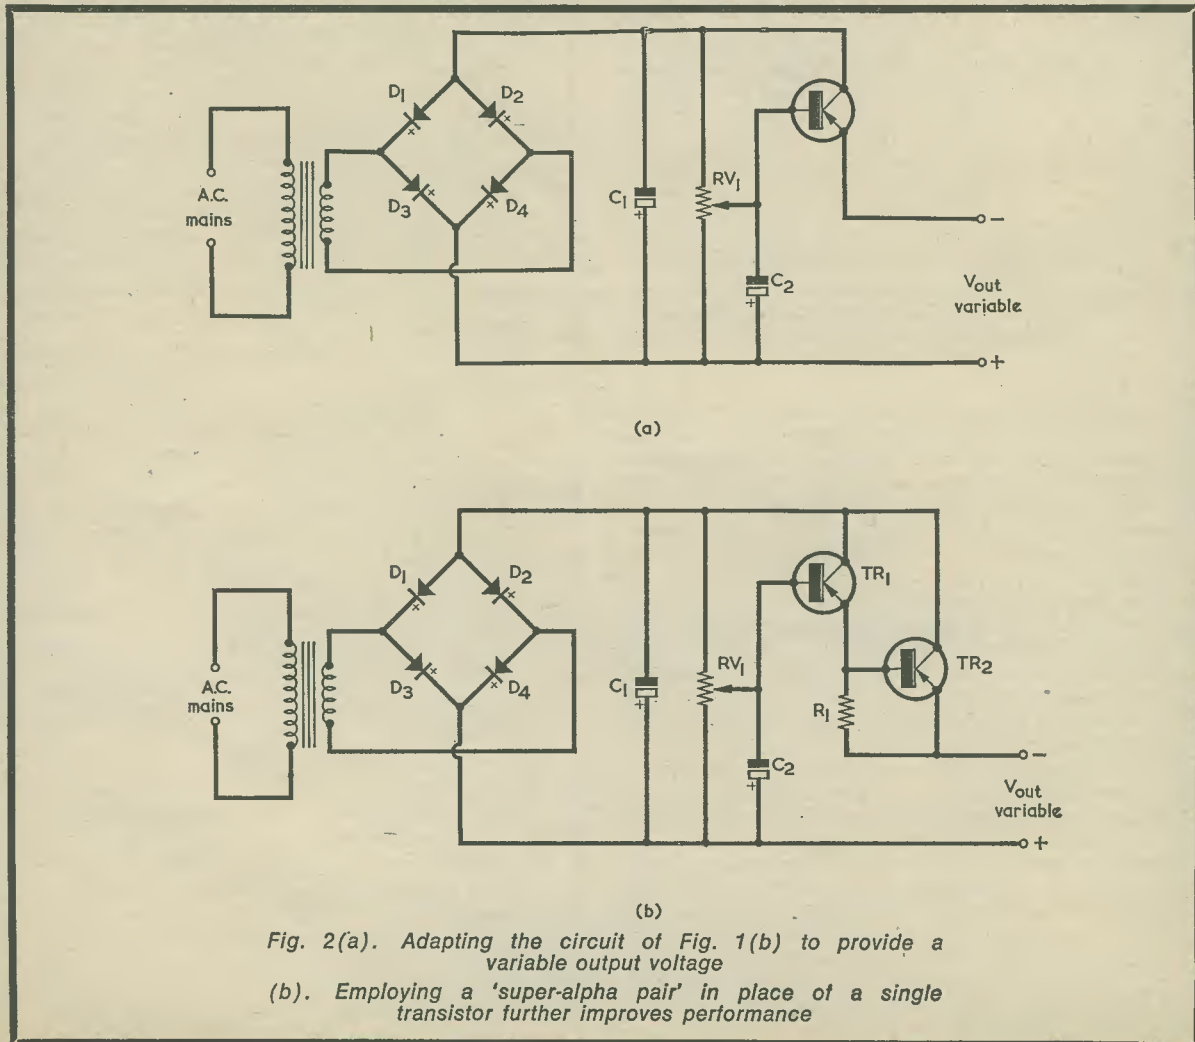 D1
D2
A.C.
mains
D3
D4
C1
+
RV1
C2
+
−
Vout
variable
+
(a)
D1
D2
A.C.
mains
D3
D4
C1
+
RV1
C2
+
TR1
TR2
R1
−
Vout
variable
+
(b)
Fig. 2(a). Adapting the circuit of Fig. 1(b) to provide a
variable output voltage
(b). Employing a 'super-alpha pair' in place of a single
transistor further improves performance